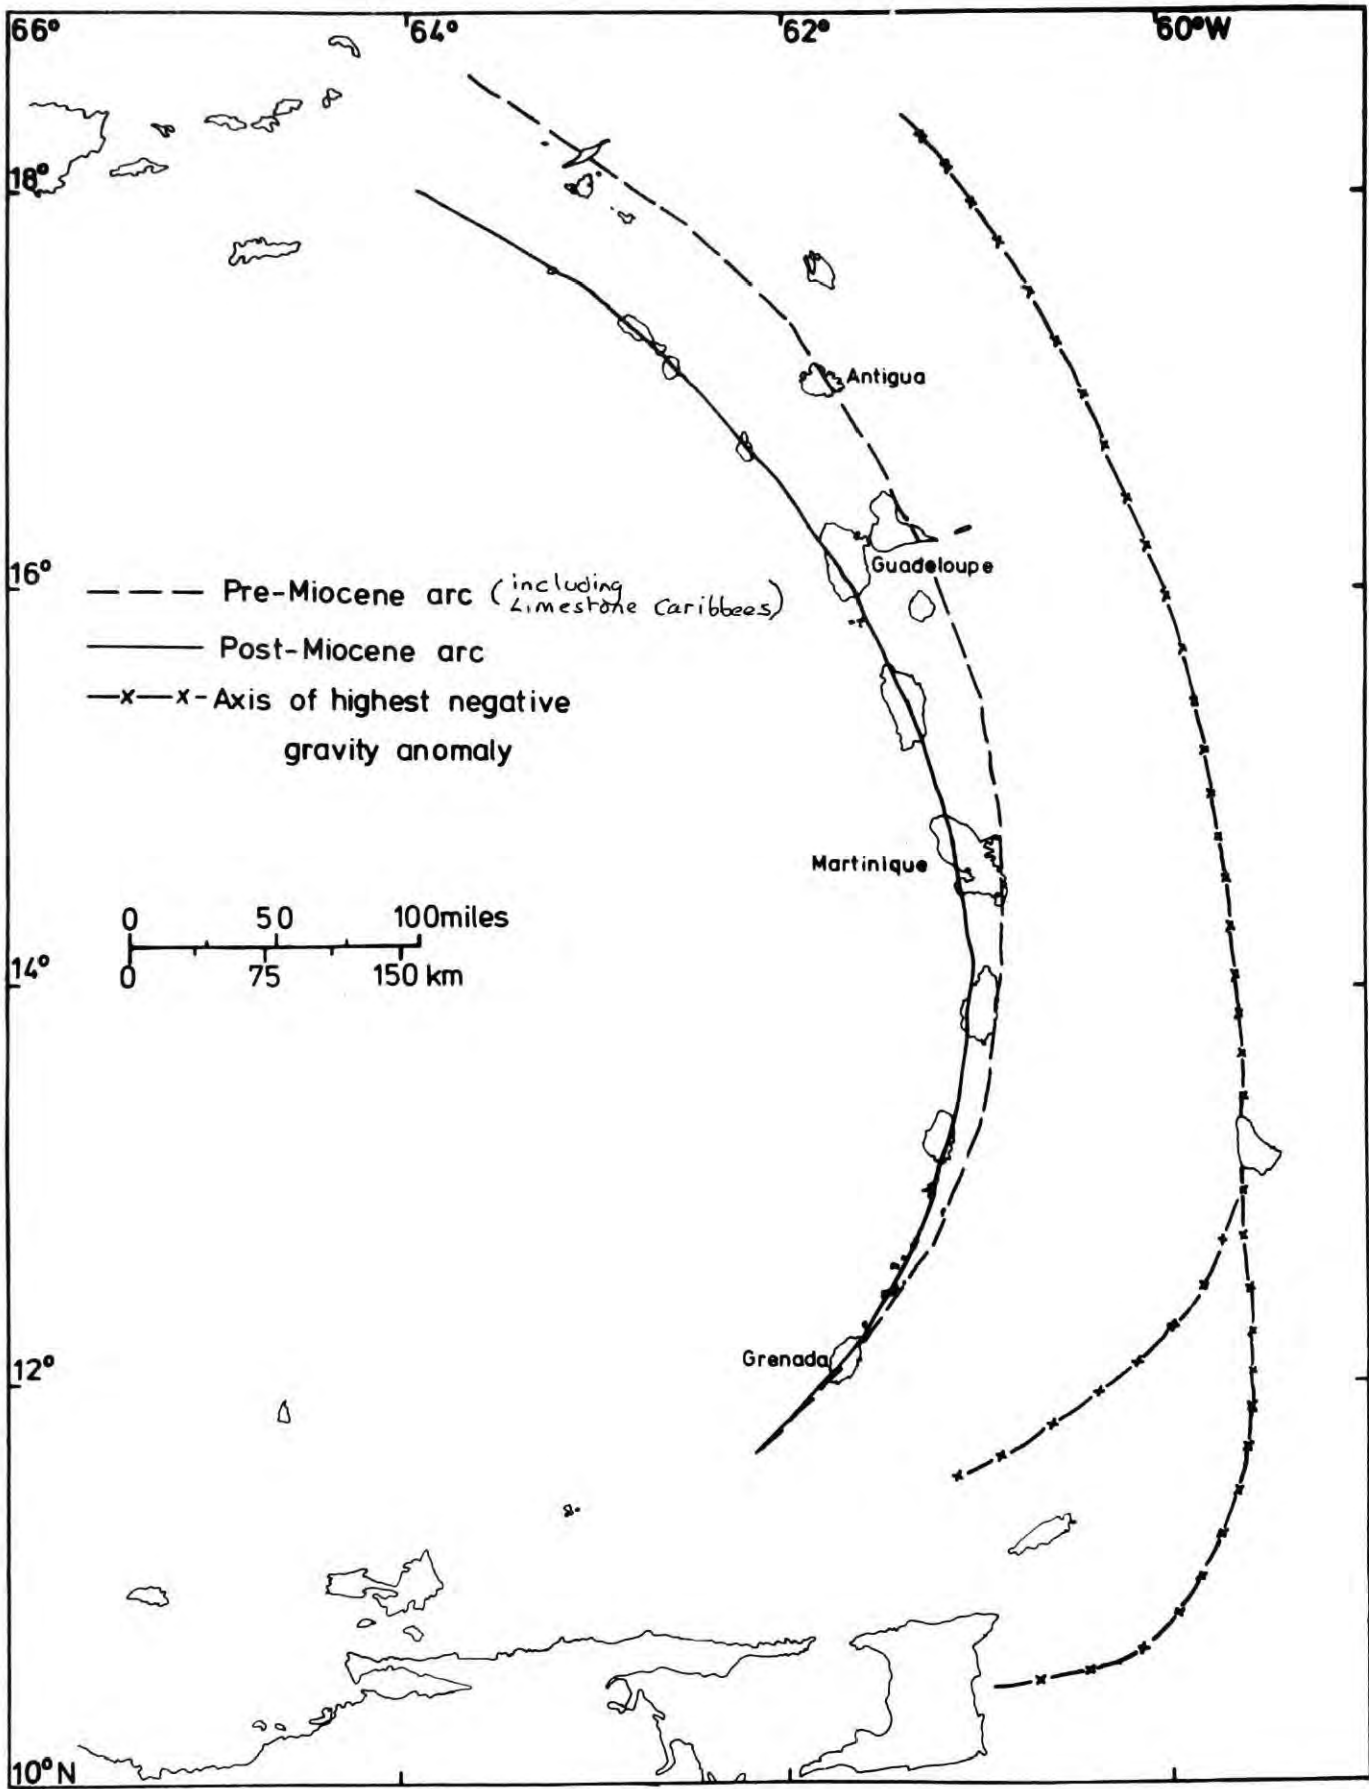 66° 64° 62° 60°W
18°
Antigua
16°
Guadeloupe
Pre-Miocene arc (including
Limestone Caribbees)
Post-Miocene arc
x x-Axis of highest negative
gravity anomaly
Martinique
0 50 100miles
0 75 150 km
14°
12°
Grenada
10°N